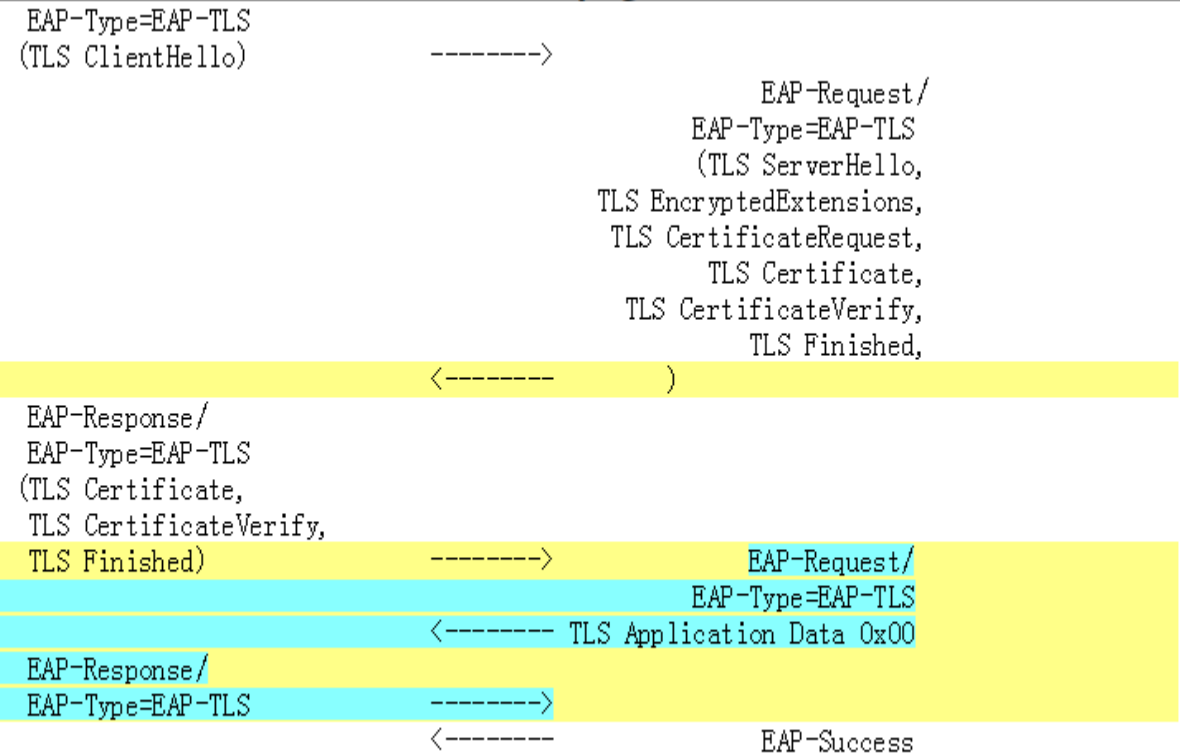 EAP-Type=EAP-TLS
(TLS ClientHello) -------->
EAP-Request/
EAP-Type=EAP-TLS
(TLS ServerHello,
TLS EncryptedExtensions,
TLS CertificateRequest,
TLS Certificate,
TLS CertificateVerify,
TLS Finished,
<-------- )
EAP-Response/
EAP-Type=EAP-TLS
(TLS Certificate,
TLS CertificateVerify,
TLS Finished) --------> EAP-Request/
EAP-Type=EAP-TLS
<-------- TLS Application Data 0x00
EAP-Response/
EAP-Type=EAP-TLS -------->
<-------- EAP-Success